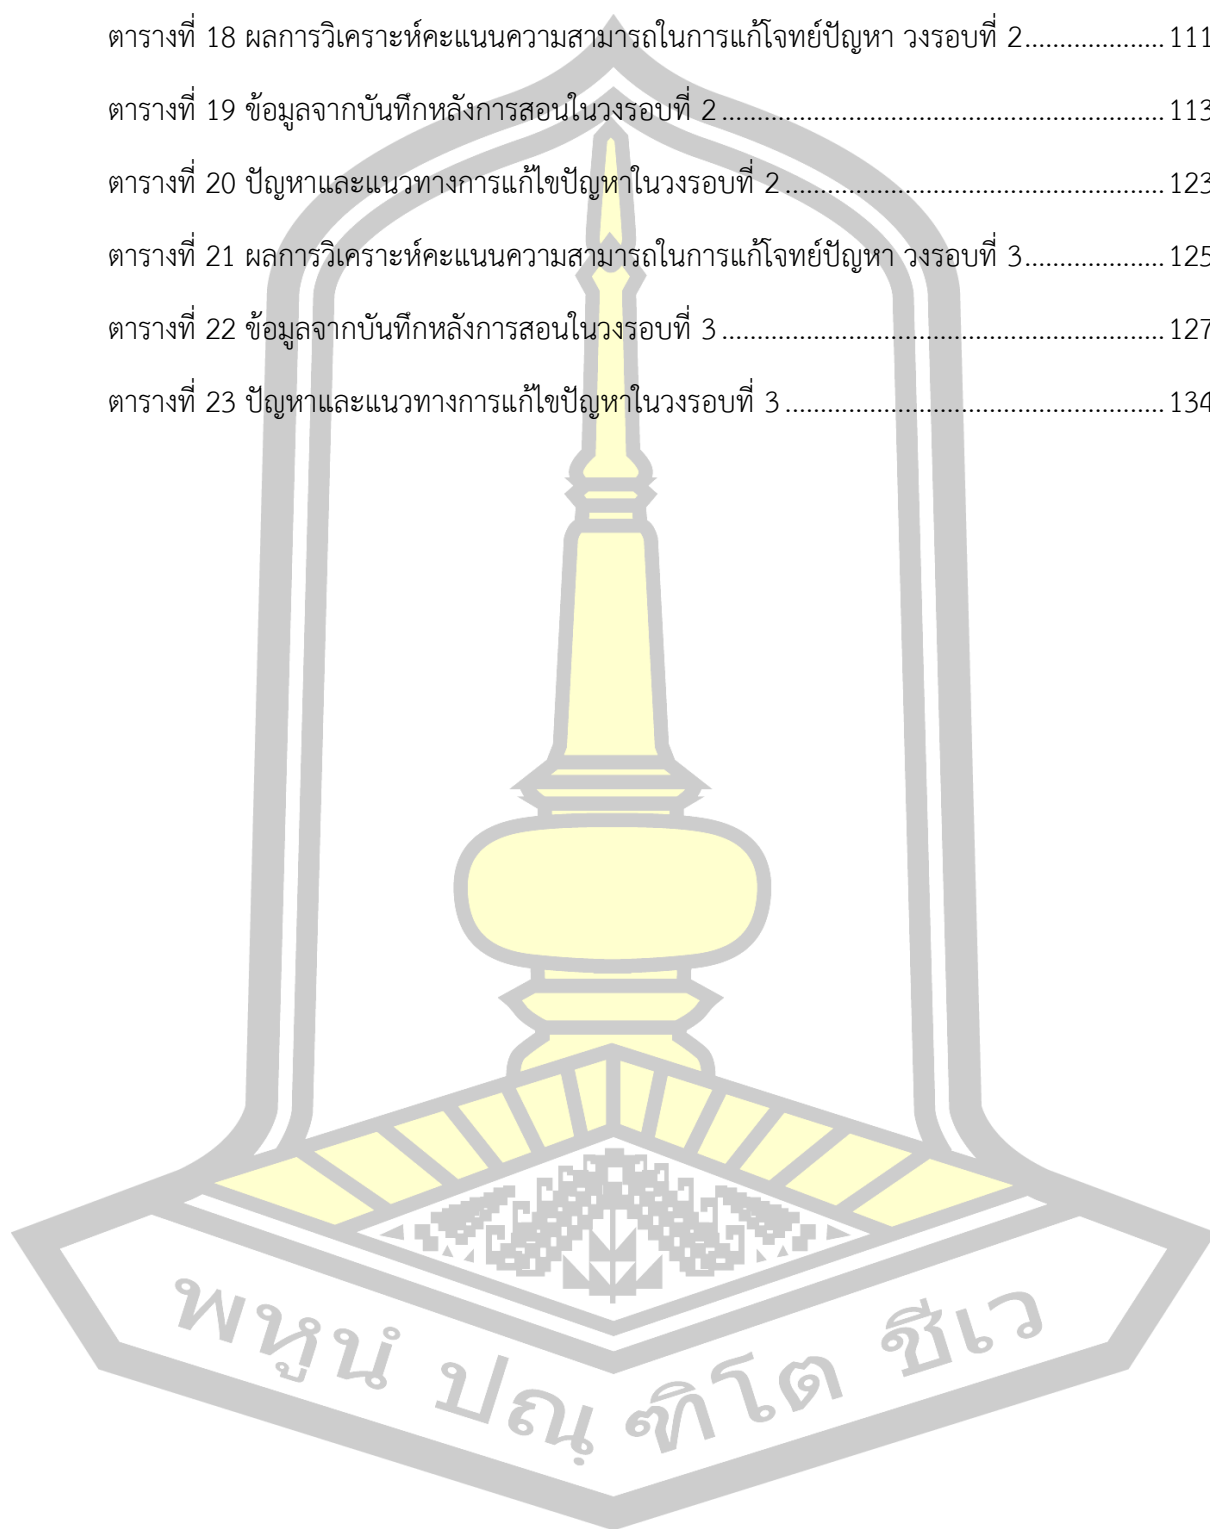 ตารางที่ 18 ผลการวิเคราะห์คะแนนความสามารถในการแก้โจทย์ปัญหา วงรอบที่ 2.................... 111
ตารางที่ 19 ข้อมูลจากบันทึกหลังการสอนในวงรอบที่ 2 ............................................................... 113
ตารางที่ 20 ปัญหาและแนวทางการแก้ไขปัญหาในวงรอบที่ 2 ...................................................... 123
ตารางที่ 21 ผลการวิเคราะห์คะแนนความสามารถในการแก้โจทย์ปัญหา วงรอบที่ 3.................... 125
ตารางที่ 22 ข้อมูลจากบันทึกหลังการสอนในวงรอบที่ 3 ............................................................... 127
ตารางที่ 23 ปัญหาและแนวทางการแก้ไขปัญหาในวงรอบที่ 3 ...................................................... 134
พหูนํ ปณฺฑิโต ชีเว